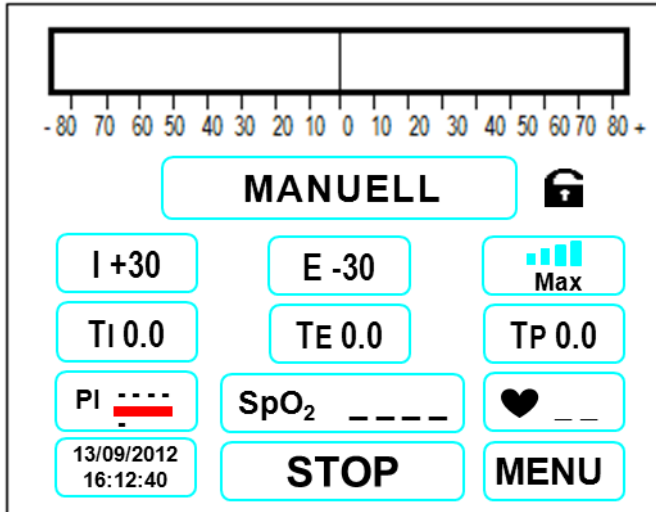 - 80 70 60 50 40 30 20 10 0 10 20 30 40 50 60 70 80 +
MANUELL
I +30 E -30 Max
TI 0.0 TE 0.0 TP 0.0
PI - - - - - SpO₂ _ _ _ _ _ _
13/09/2012
16:12:40
STOP
MENU